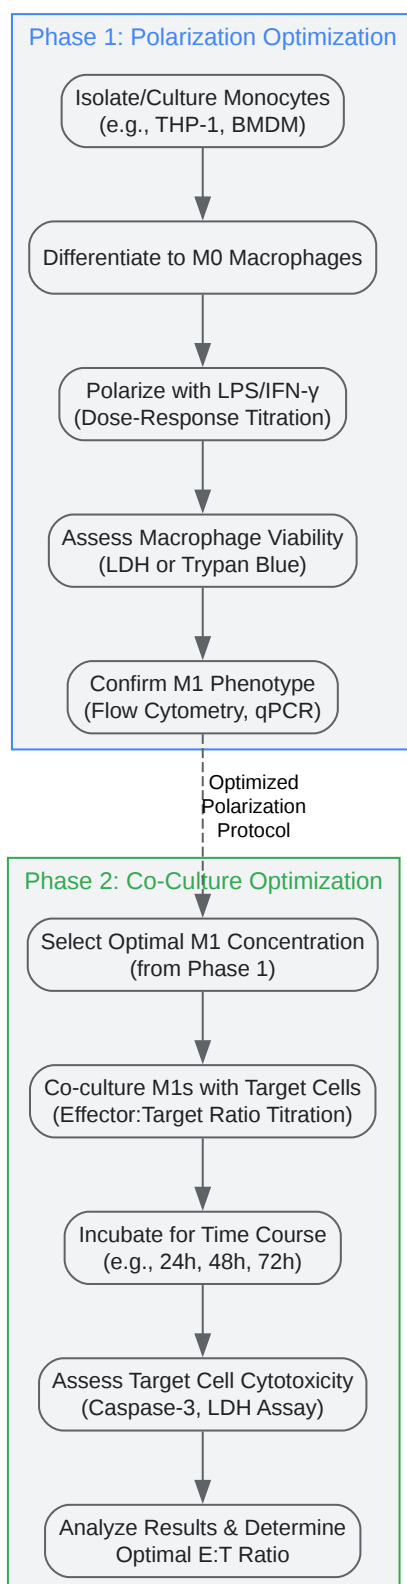 Phase 1: Polarization Optimization
Isolate/Culture Monocytes
(e.g., THP-1, BMDM)
Differentiate to M0 Macrophages
Polarize with LPS/IFN-γ
(Dose-Response Titration)
Assess Macrophage Viability
(LDH or Trypan Blue)
Confirm M1 Phenotype
(Flow Cytometry, qPCR)
Optimized
Polarization
Protocol
Phase 2: Co-Culture Optimization
Select Optimal M1 Concentration
(from Phase 1)
Co-culture M1s with Target Cells
(Effector:Target Ratio Titration)
Incubate for Time Course
(e.g., 24h, 48h, 72h)
Assess Target Cell Cytotoxicity
(Caspase-3, LDH Assay)
Analyze Results & Determine
Optimal E:T Ratio